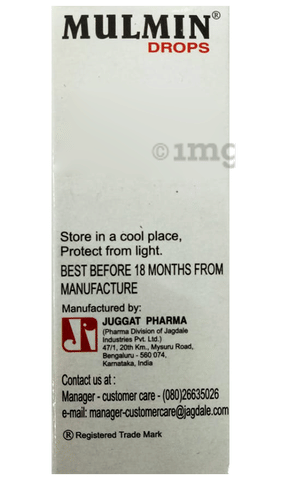 MULMIN®
DROPS
©1mg
Store in a cool place,
Protect from light.
BEST BEFORE 18 MONTHS FROM
MANUFACTURE
Manufactured by:
JUGGAT PHARMA
(Pharma Division of Jagdale
Industries Pvt. Ltd.)
47/1, 20th Km., Mysuru Road,
Bengaluru - 560 074,
Karnataka, India
Contact us at :
Manager - customer care - (080)26635026
e-mail: manager-customercare@jagdale.com
® Registered Trade Mark